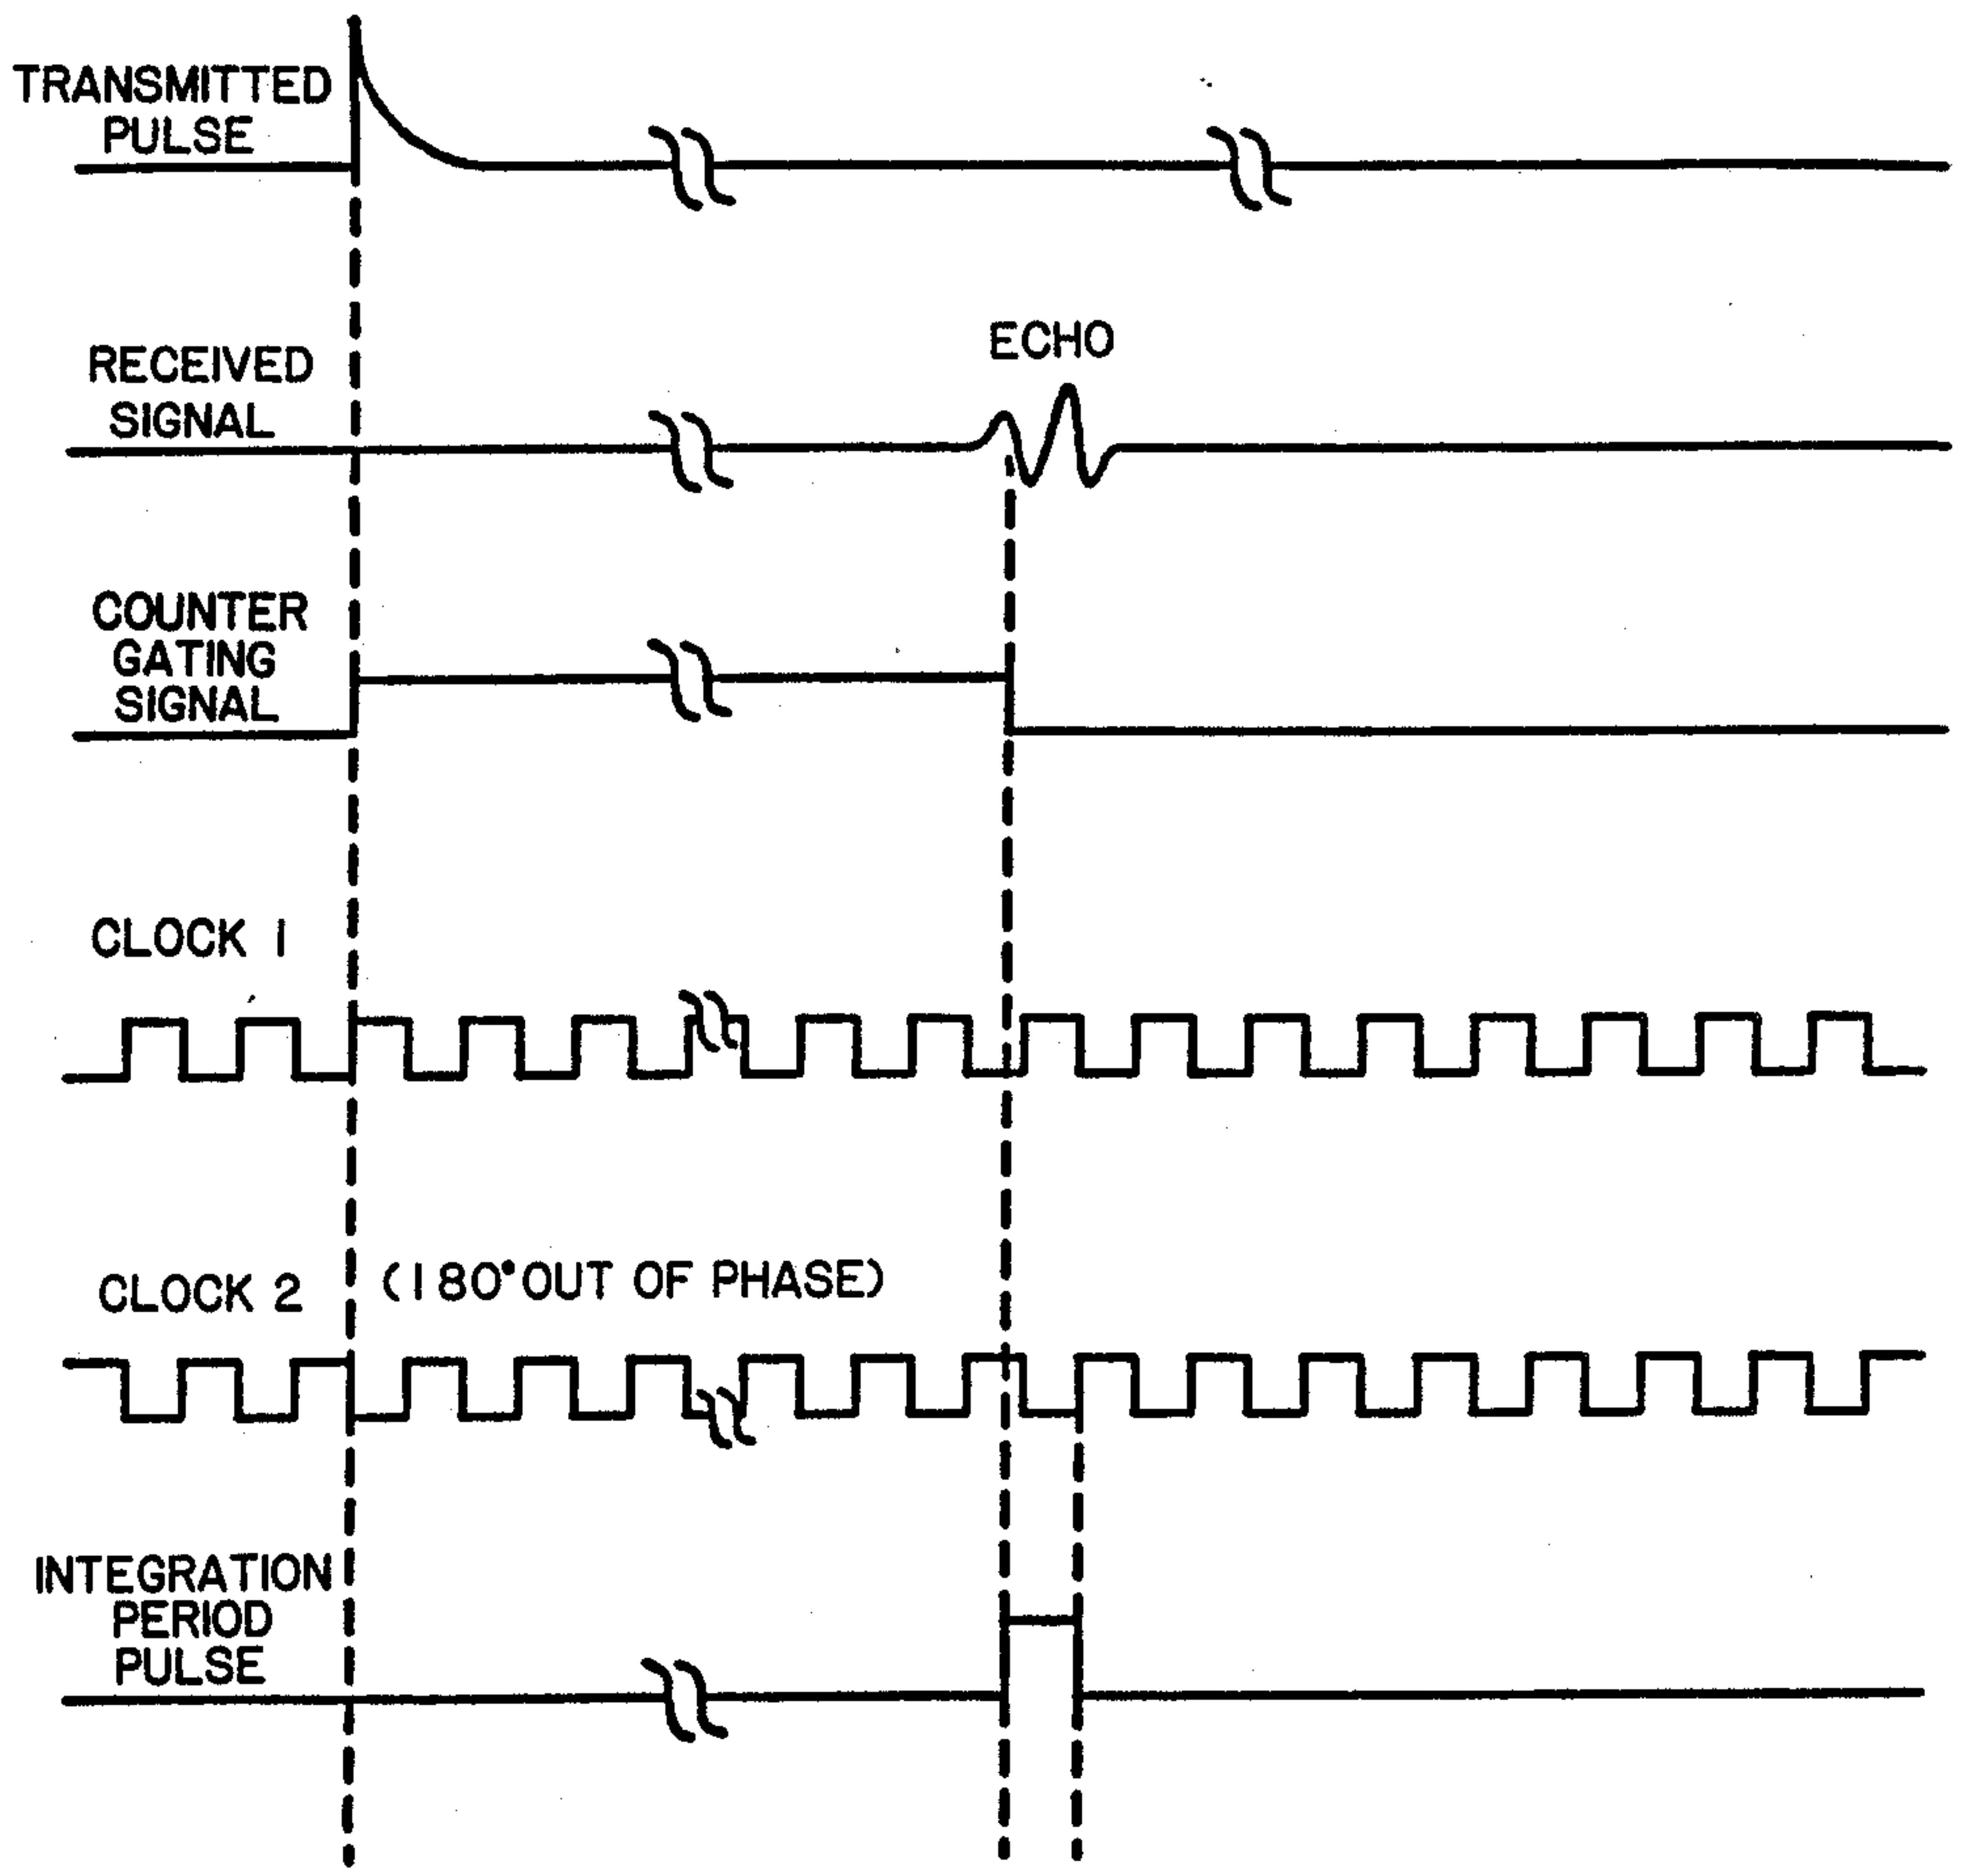 TRANSMITTED
PULSE
ECHO
RECEIVED
SIGNAL
COUNTER
GATING
SIGNAL
CLOCK 1
CLOCK 2 (180° OUT OF PHASE)
INTEGRATION
PERIOD
PULSE